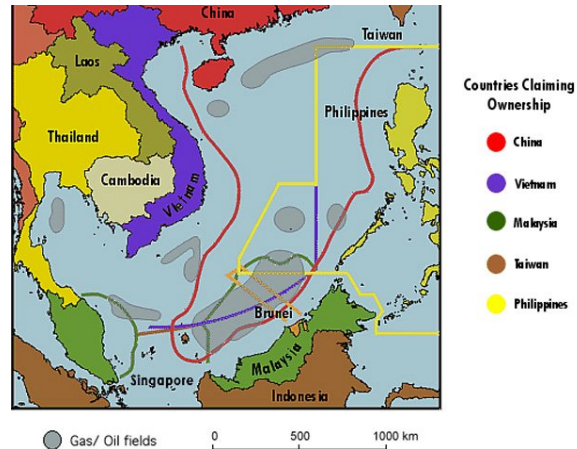 China
Taiwan
Laos
Philippines
Thailand
Cambodia
Vietnam
Brunei
Malaysia
Singapore
Indonesia
Countries Claiming
Ownership
China
Vietnam
Malaysia
Taiwan
Philippines
Gas/ Oil fields
0 500 1000 km